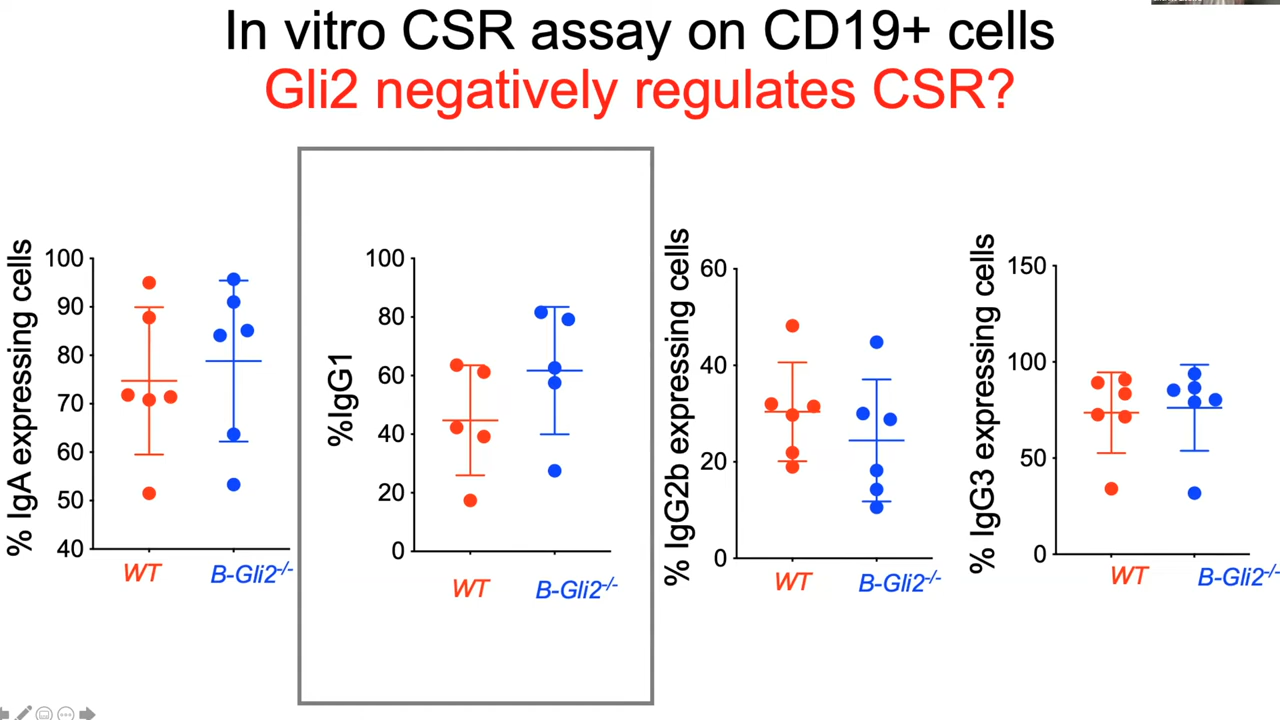 In vitro CSR assay on CD19+ cells
Gli2 negatively regulates CSR?
% IgA expressing cells
100
90
80
70
60
50
40
WT
B-Gli2-/-
%IgG1
100
80
60
40
20
0
WT
B-Gli2-/-
% IgG2b expressing cells
60
40
20
0
WT
B-Gli2-/-
% IgG3 expressing cells
150
100
50
0
WT
B-Gli2-/-